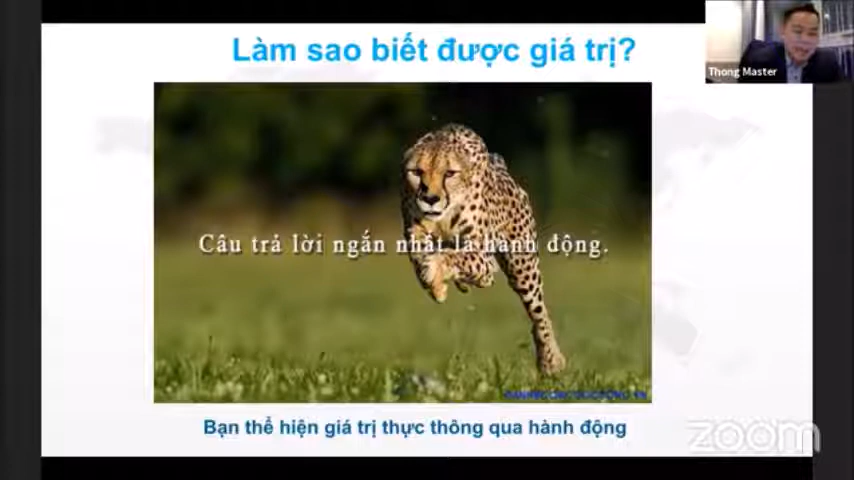 Làm sao biết được giá trị?
Thong Master
Câu trả lời ngắn nhất là hành động.
Bạn thể hiện giá trị thực thông qua hành động
zoom